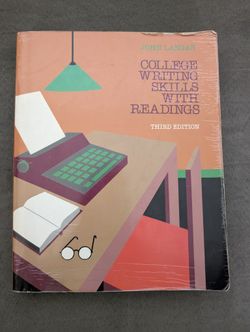 JOHN LANGAN
COLLEGE
WRITING
SKILLS
WITH
READINGS
THIRD EDITION